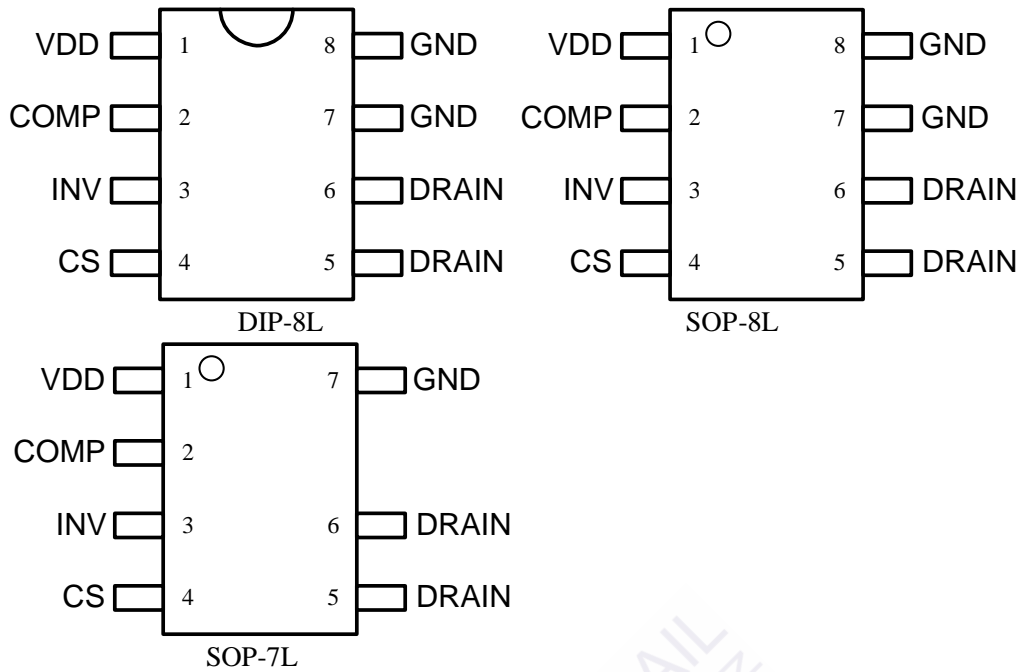 VDD 1 8 GND
COMP 2 7 GND
INV 3 6 DRAIN
CS 4 5 DRAIN
DIP-8L
VDD 1 8 GND
COMP 2 7 GND
INV 3 6 DRAIN
CS 4 5 DRAIN
SOP-8L
VDD 1 7 GND
COMP 2
INV 3 6 DRAIN
CS 4 5 DRAIN
SOP-7L